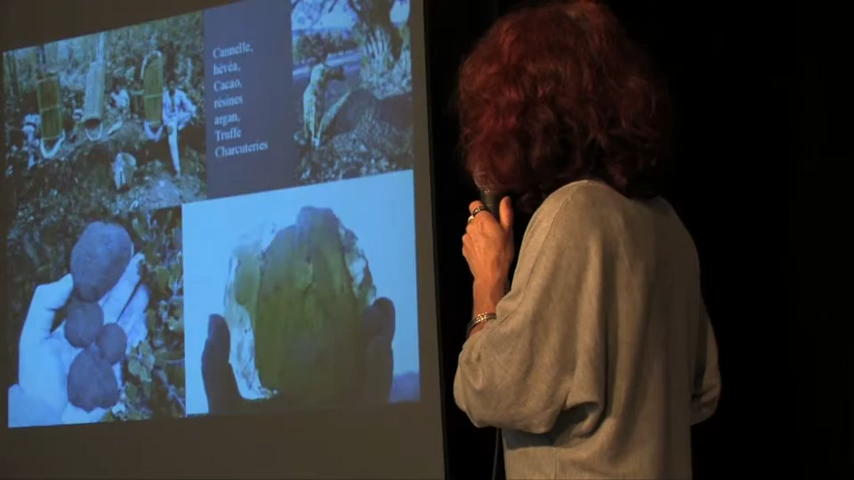 Cannelle,
hévéa,
Cacao,
résines
argan,
Truffe
Charcuteries